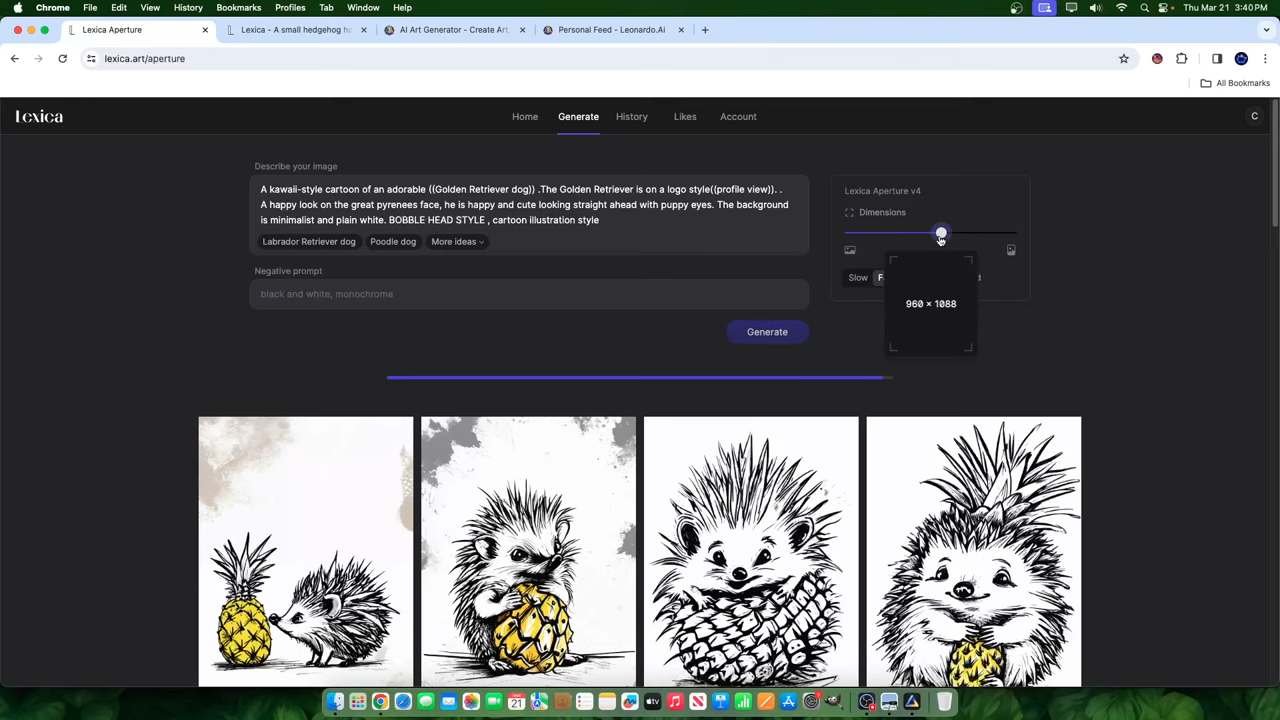 Chrome File Edit View History Bookmarks Profiles Tab Window Help Thu Mar 21 3:40 PM
Lexica Aperture Lexica - A small hedgehog ha AI Art Generator - Create Art, Personal Feed - Leonardo.Ai
lexica.art/aperture
All Bookmarks
Lexica Home Generate History Likes Account C
Describe your image
A kawaii-style cartoon of an adorable ((Golden Retriever dog)) .The Golden Retriever is on a logo style((profile view)). .
A happy look on the great pyrenees face, he is happy and cute looking straight ahead with puppy eyes. The background
is minimalist and plain white. BOBBLE HEAD STYLE , cartoon illustration style
Labrador Retriever dog Poodle dog More ideas
Negative prompt
black and white, monochrome
Generate
Lexica Aperture v4
Dimensions
Slow F d
960 × 1088